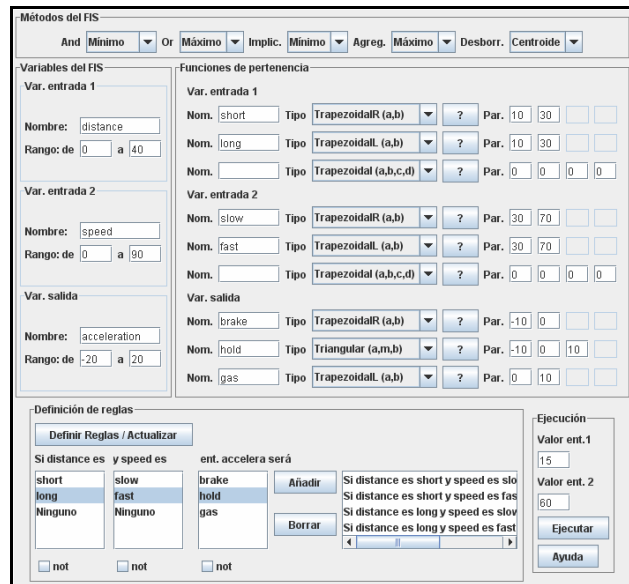 Métodos del FIS
And Mínimo Or Máximo Implic. Mínimo Agreg. Máximo Desborr. Centroide
Variables del FIS
Var. entrada 1
Nombre: distance
Rango: de 0 a 40
Var. entrada 2
Nombre: speed
Rango: de 0 a 90
Var. salida
Nombre: acceleration
Rango: de -20 a 20
Funciones de pertenencia
Var. entrada 1
Nom. short Tipo TrapezoidalR (a,b) ? Par. 10 30
Nom. long Tipo TrapezoidalL (a,b) ? Par. 10 30
Nom. Tipo Trapezoidal (a,b,c,d) ? Par. 0 0 0 0
Var. entrada 2
Nom. slow Tipo TrapezoidalR (a,b) ? Par. 30 70
Nom. fast Tipo TrapezoidalL (a,b) ? Par. 30 70
Nom. Tipo Trapezoidal (a,b,c,d) ? Par. 0 0 0 0
Var. salida
Nom. brake Tipo TrapezoidalR (a,b) ? Par. -10 0
Nom. hold Tipo Triangular (a,m,b) ? Par. -10 0 10
Nom. gas Tipo TrapezoidalL (a,b) ? Par. 0 10
Definición de reglas
Definir Reglas / Actualizar
Si distance es y speed es ent. accelera será
short slow brake
long fast hold
Ninguno Ninguno gas
not not not
Añadir
Borrar
Si distance es short y speed es slo
Si distance es short y speed es fas
Si distance es long y speed es slov
Si distance es long y speed es fast
Ejecución
Valor ent.1
15
Valor ent. 2
60
Ejecutar
Ayuda